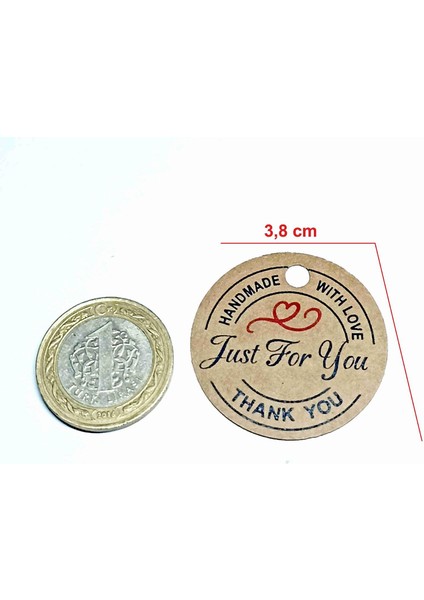 3,8 cm
HANDMADE WITH LOVE
Just For You
THANK YOU
1
TÜRK LİRASI